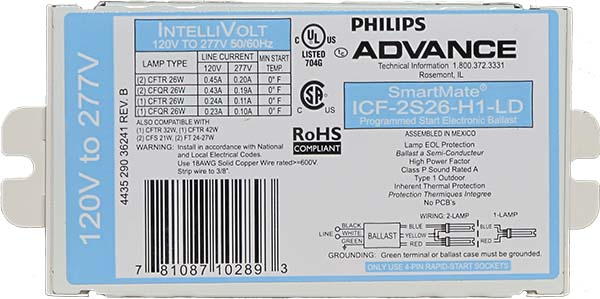 120V to 277V
4435 290 36241 REV. B
INTELLIVOLT
120V TO 277V 50/60Hz
LAMP TYPE LINE CURRENT MIN START TEMP.
120V 277V
(2) CFTR 26W 0.45A 0.20A 0° F
(2) CFQR 26W 0.43A 0.19A 0° F
(1) CFTR 26W 0.24A 0.11A 0° F
(1) CFQR 26W 0.23A 0.10A 0° F
ALSO COMPATIBLE WITH
(1) CFTR 32W, (1) CFTR 42W
(2) CFS 21W, (2) FT 24-27W
WARNING: Install in accordance with National
and Local Electrical Codes.
Use 18AWG Solid Copper Wire rated>=600V.
Strip wire to 3/8".
7 81087 10289 3
C UL US
LISTED
704G
RoHS
COMPLIANT
PHILIPS
ADVANCE
Technical Information 1.800.372.3331
Rosemont, IL
SmartMate®
ICF-2S26-H1-LD
Programmed Start Electronic Ballast
ASSEMBLED IN MEXICO
Lamp EOL Protection
Ballast a Semi-Conducteur
High Power Factor
Class P Sound Rated A
Type 1 Outdoor
Inherent Thermal Protection
Protection Thermiques Integree
No PCB's
WIRING: 2-LAMP 1-LAMP
LINE BLACK WHITE GREEN BALLAST BLUE YELLOW RED BLUE RED
GROUNDING: Green terminal or ballast case must be grounded.
ONLY USE 4-PIN RAPID-START SOCKETS